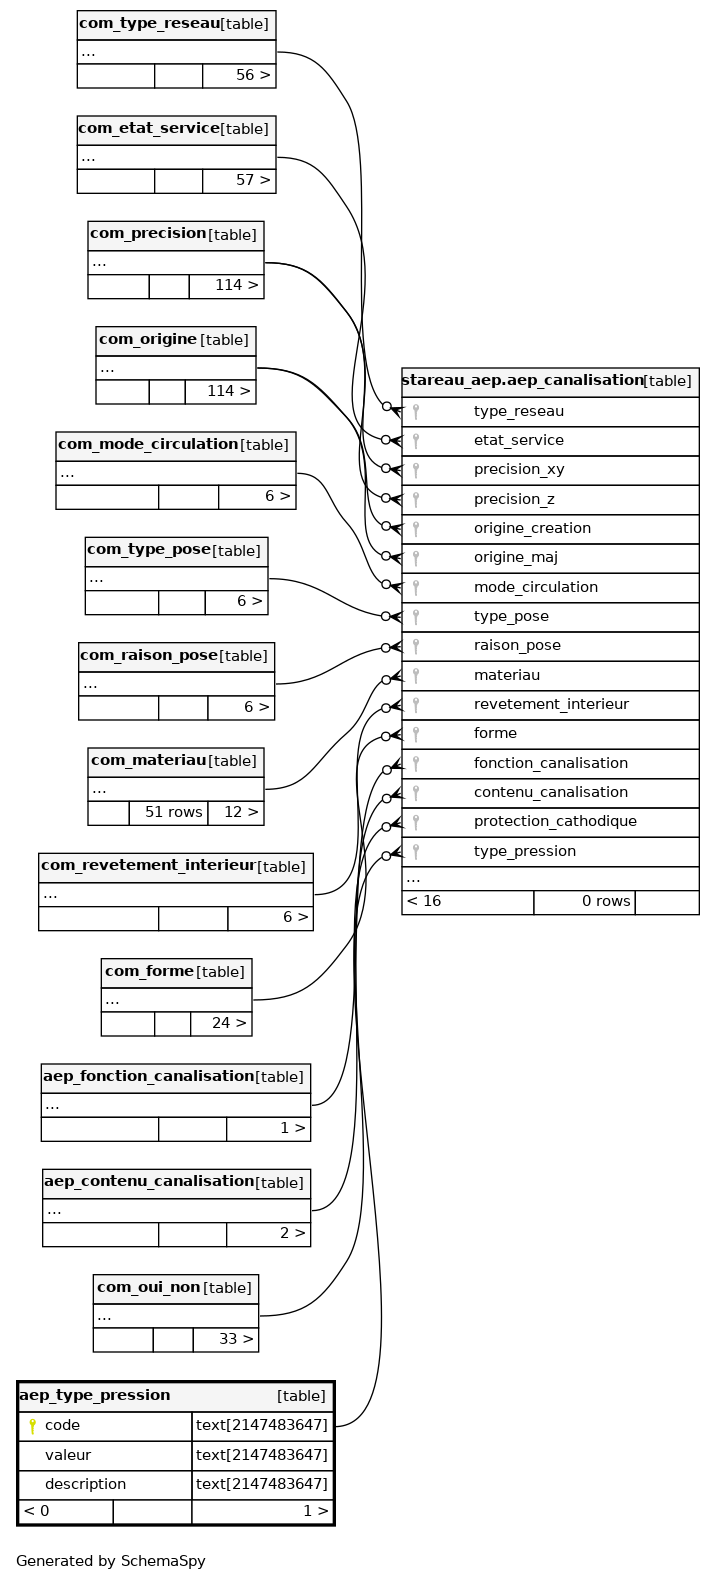 com_type_reseau [table]
...
56 >
com_etat_service [table]
...
57 >
com_precision [table]
...
114 >
com_origine [table]
...
114 >
com_mode_circulation [table]
...
6 >
com_type_pose [table]
...
6 >
com_raison_pose [table]
...
6 >
com_materiau [table]
...
51 rows 12 >
com_revetement_interieur [table]
...
6 >
com_forme [table]
...
24 >
aep_fonction_canalisation [table]
...
1 >
aep_contenu_canalisation [table]
...
2 >
com_oui_non [table]
...
33 >
aep_type_pression [table]
code text[2147483647]
valeur text[2147483647]
description text[2147483647]
< 0 1 >
stareau_aep.aep_canalisation [table]
type_reseau
etat_service
precision_xy
precision_z
origine_creation
origine_maj
mode_circulation
type_pose
raison_pose
materiau
revetement_interieur
forme
fonction_canalisation
contenu_canalisation
protection_cathodique
type_pression
...
< 16 0 rows
Generated by SchemaSpy